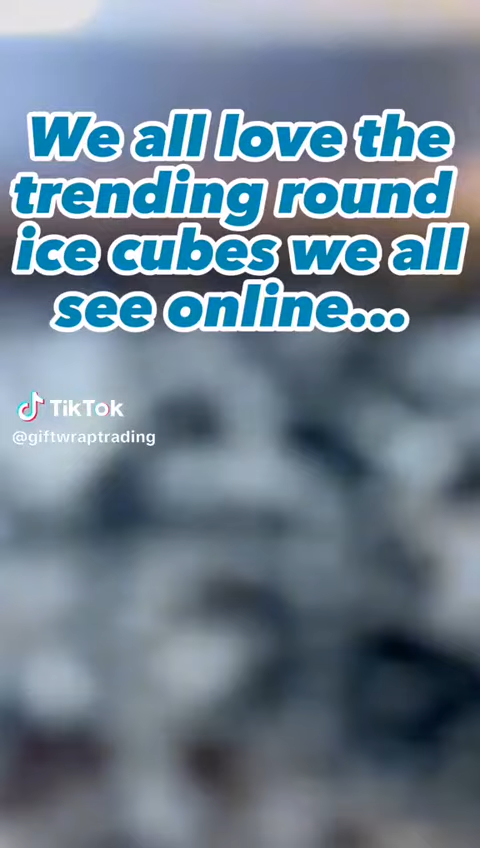 We all love the
trending round
ice cubes we all
see online...
TikTok
@giftwraptrading